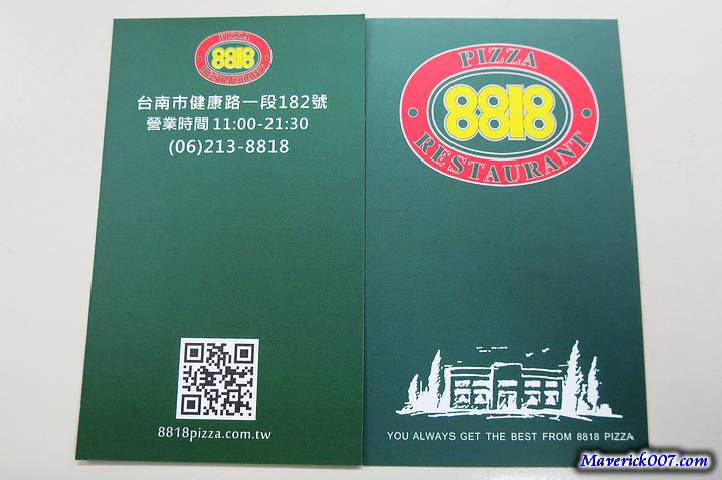 PIZZA
8818
RESTAURANT
台南市健康路一段182號
營業時間 11:00-21:30
(06)213-8818
8818pizza.com.tw
PIZZA
8818
RESTAURANT
YOU ALWAYS GET THE BEST FROM 8818 PIZZA
Maverick007.com